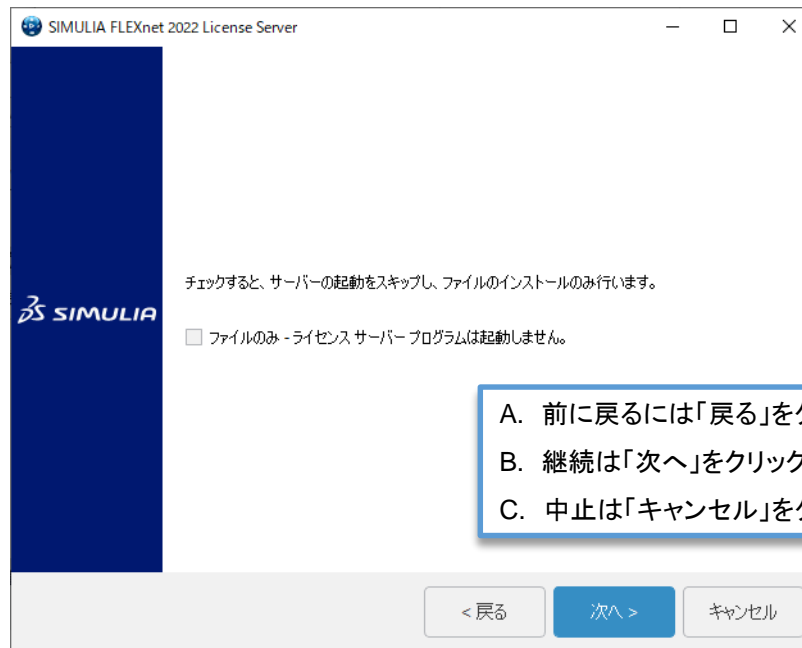 SIMULIA FLEXnet 2022 License Server
チェックすると、サーバーの起動をスキップし、ファイルのインストールのみ行います。
3S SIMULIA
ファイルのみ - ライセンス サーバー プログラムは起動しません。
A. 前に戻るには「戻る」を
B. 継続は「次へ」をクリック
C. 中止は「キャンセル」を
< 戻る
次へ >
キャンセル